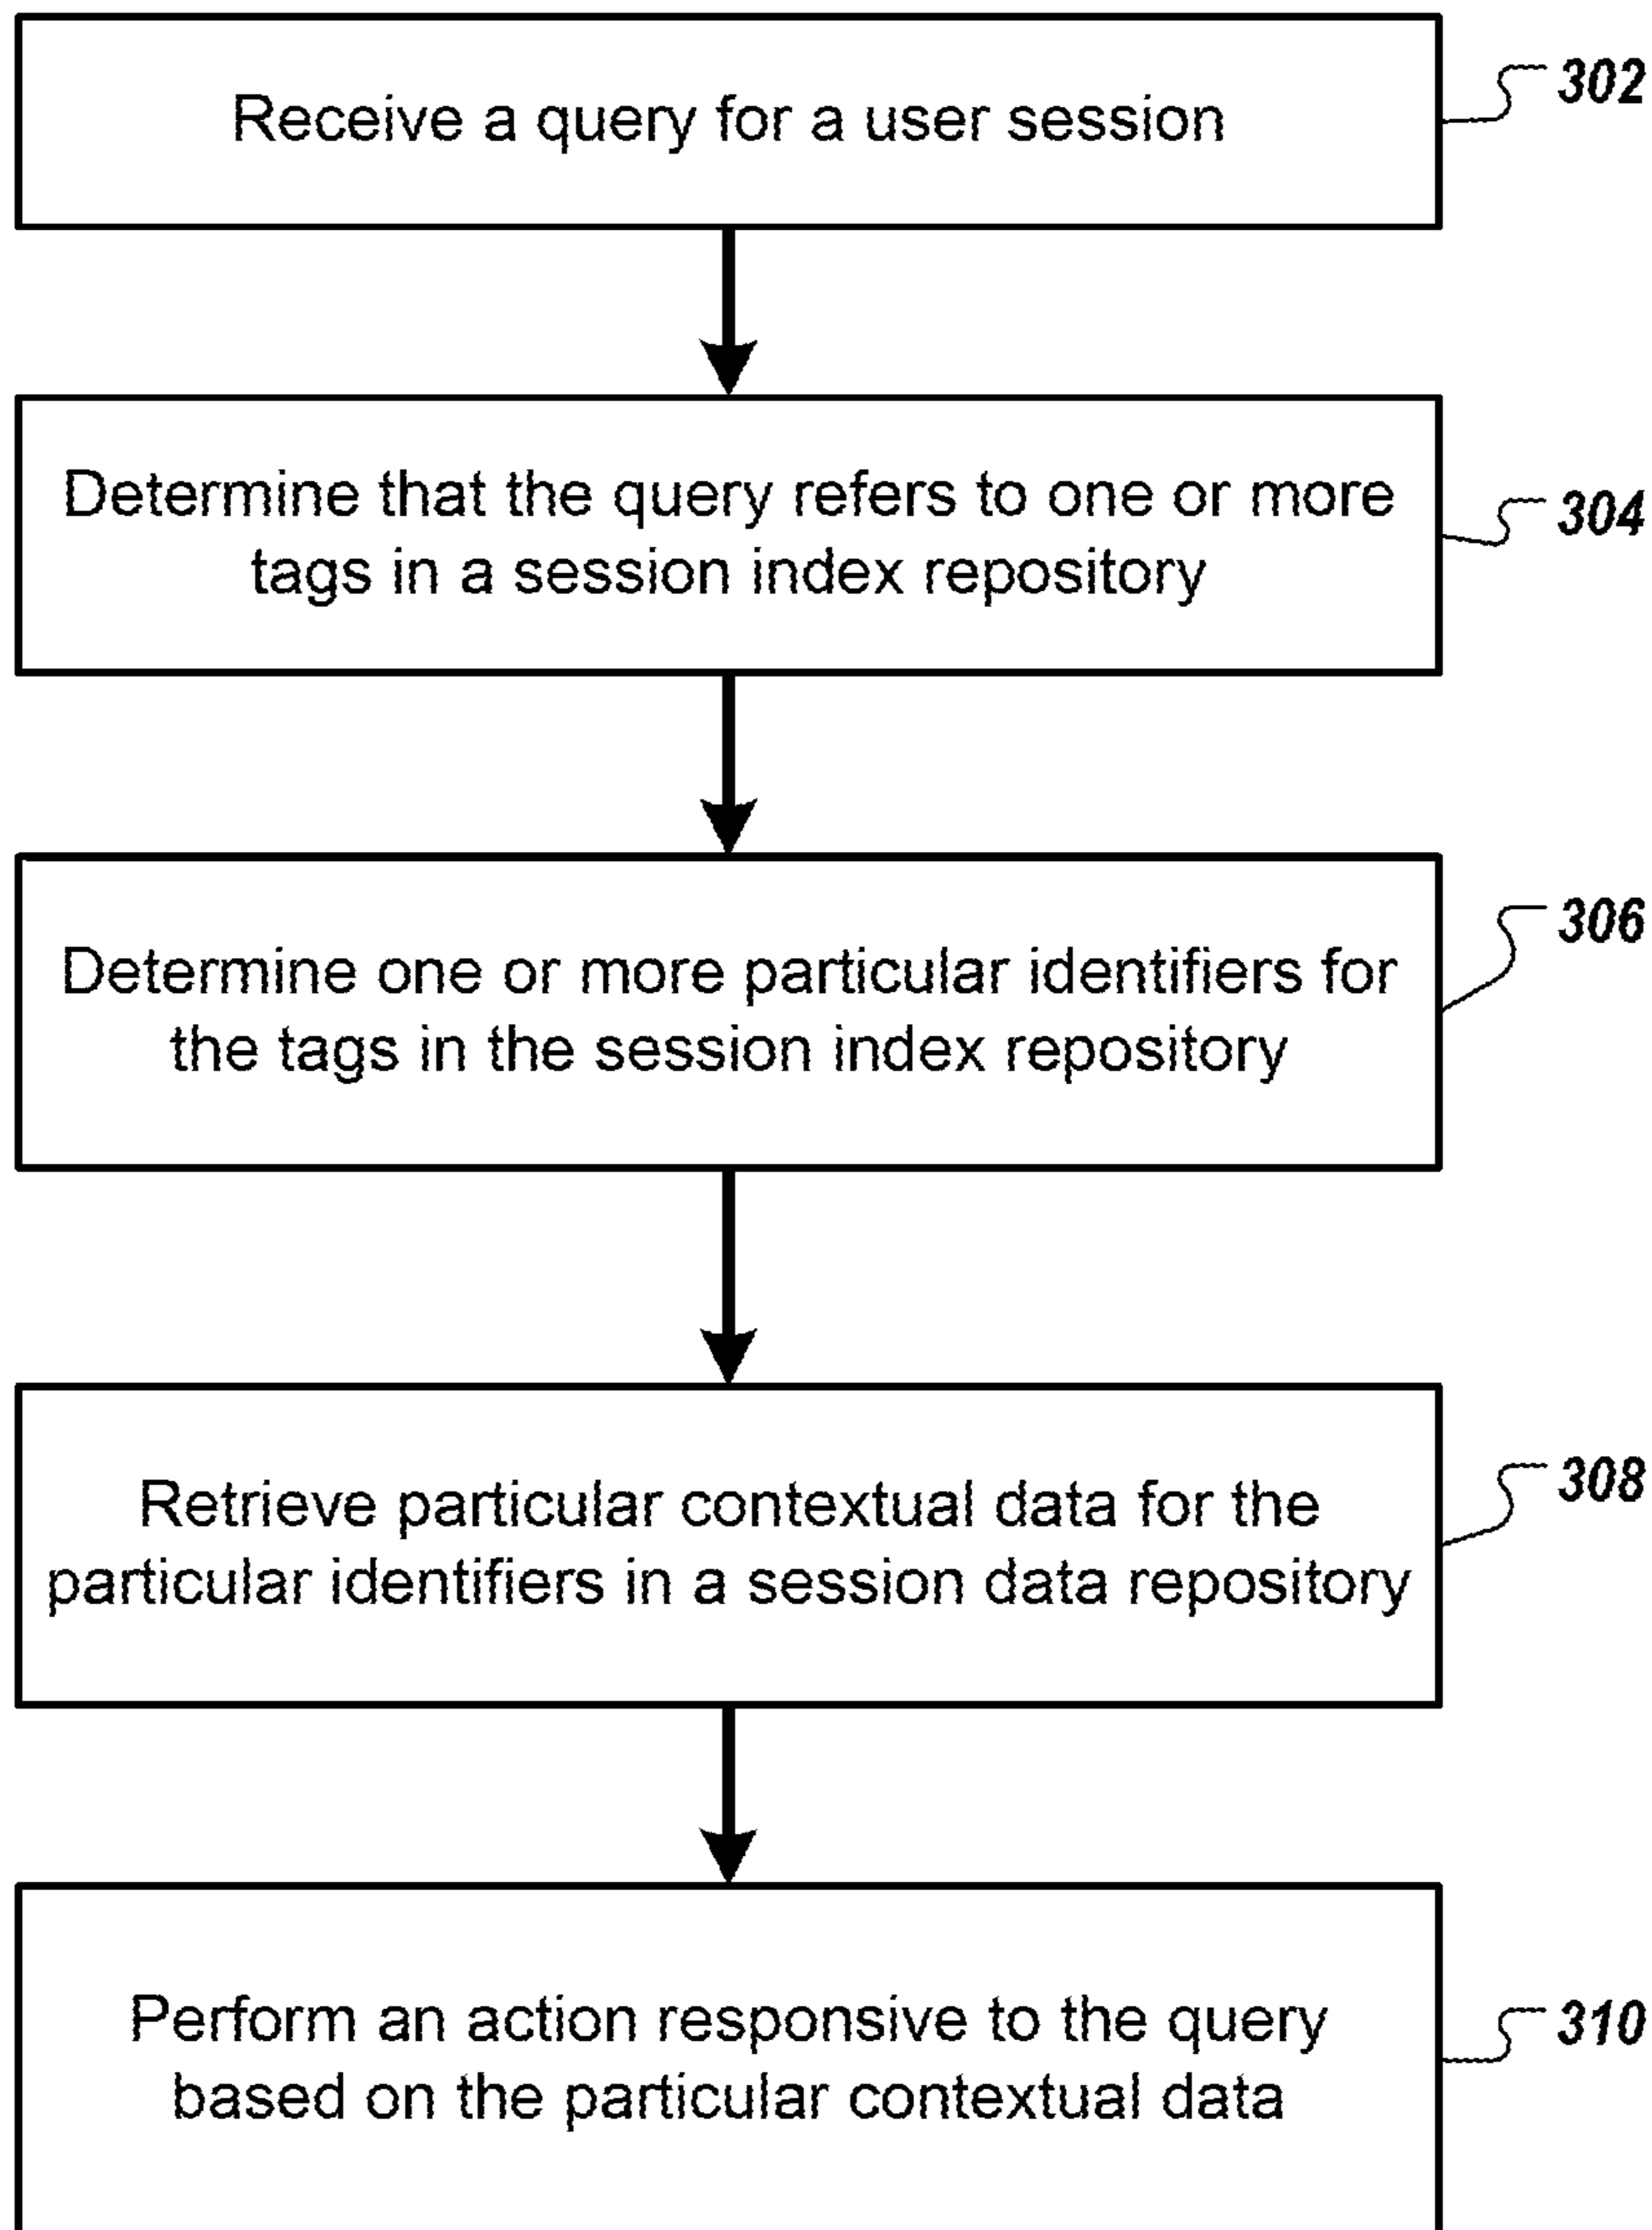 Receive a query for a user session
302
Determine that the query refers to one or more
tags in a session index repository
304
Determine one or more particular identifiers for
the tags in the session index repository
306
Retrieve particular contextual data for the
particular identifiers in a session data repository
308
Perform an action responsive to the query
based on the particular contextual data
310